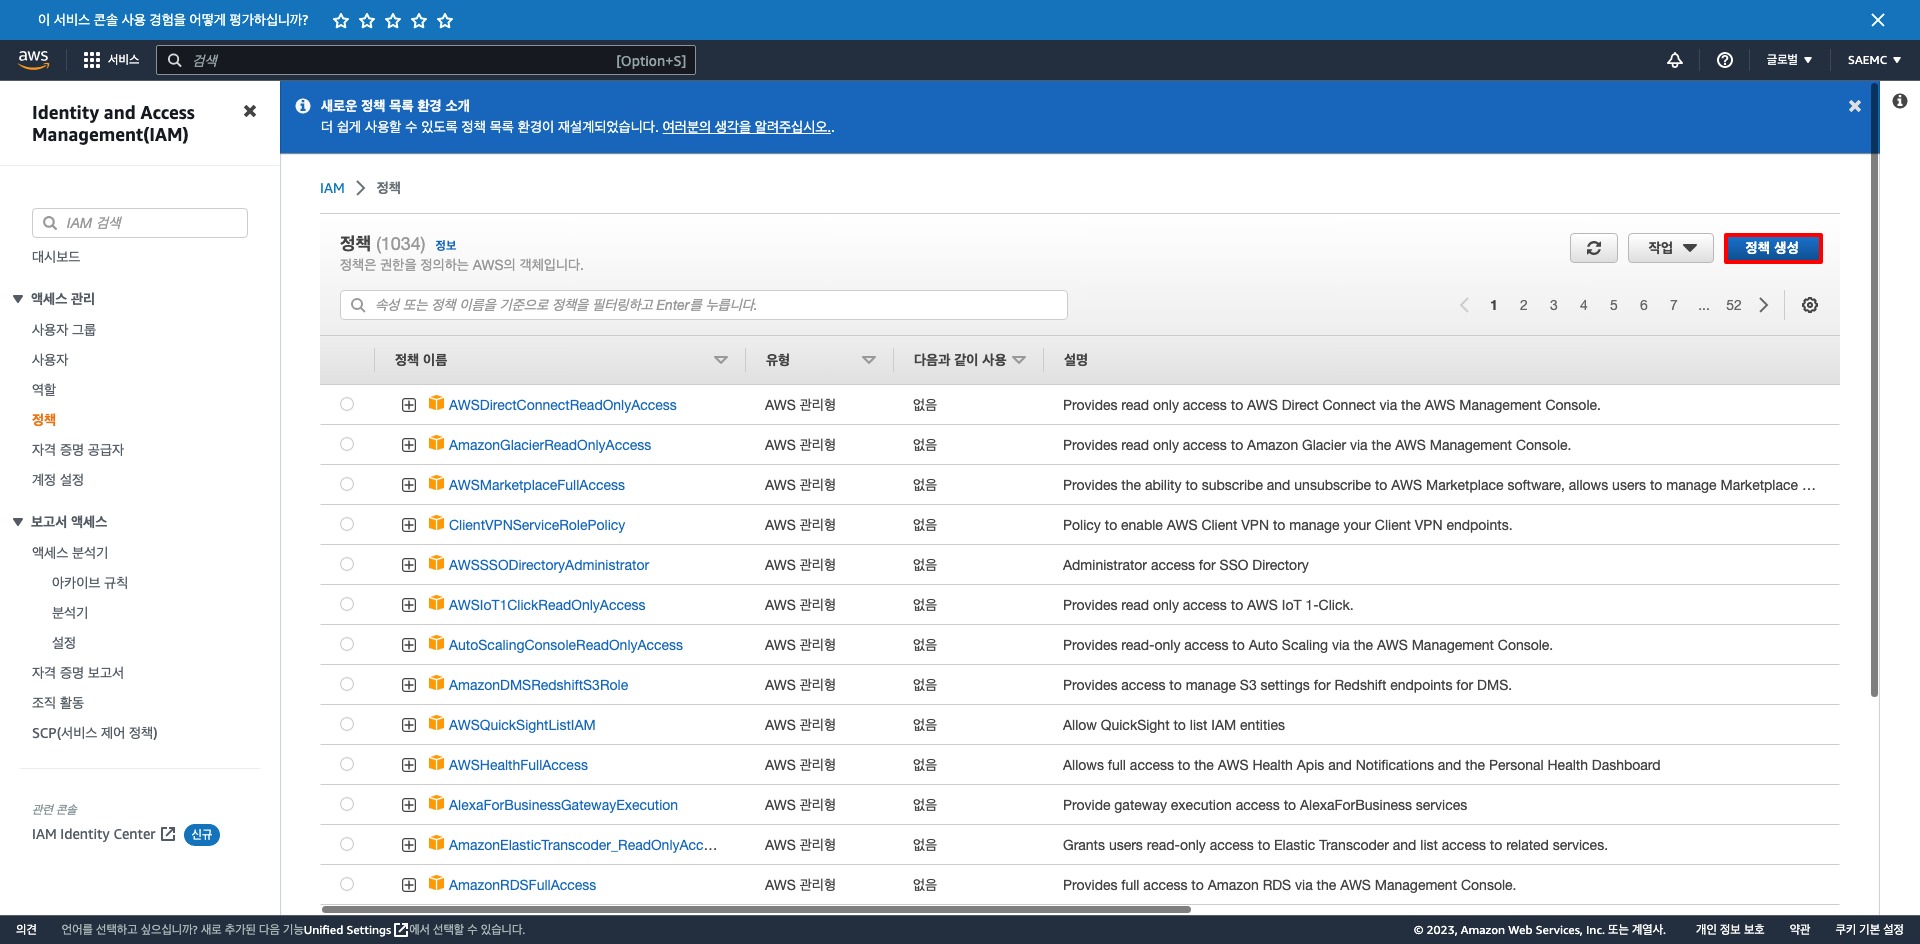 이 서비스 콘솔 사용 경험을 어떻게 평가하십니까?
aws 서비스 검색 [Option+S] 글로벌 SAEMC
Identity and Access Management(IAM)
IAM 검색
대시보드
액세스 관리
사용자 그룹
사용자
역할
정책
자격 증명 공급자
계정 설정
보고서 액세스
액세스 분석기
아카이브 규칙
분석기
설정
자격 증명 보고서
조직 활동
SCP(서비스 제어 정책)
관련 콘솔
IAM Identity Center 신규
새로운 정책 목록 환경 소개
더 쉽게 사용할 수 있도록 정책 목록 환경이 재설계되었습니다. 여러분의 생각을 알려주십시오..
IAM > 정책
정책 (1034) 정보
정책은 권한을 정의하는 AWS의 객체입니다.
작업 정책 생성
속성 또는 정책 이름을 기준으로 정책을 필터링하고 Enter를 누릅니다.
1 2 3 4 5 6 7 ... 52
정책 이름 유형 다음과 같이 사용 설명
AWSDirectConnectReadOnlyAccess AWS 관리형 없음 Provides read only access to AWS Direct Connect via the AWS Management Console.
AmazonGlacierReadOnlyAccess AWS 관리형 없음 Provides read only access to Amazon Glacier via the AWS Management Console.
AWSMarketplaceFullAccess AWS 관리형 없음 Provides the ability to subscribe and unsubscribe to AWS Marketplace software, allows users to manage Marketplace ...
ClientVPNServiceRolePolicy AWS 관리형 없음 Policy to enable AWS Client VPN to manage your Client VPN endpoints.
AWSSSODirectoryAdministrator AWS 관리형 없음 Administrator access for SSO Directory
AWSIoT1ClickReadOnlyAccess AWS 관리형 없음 Provides read only access to AWS IoT 1-Click.
AutoScalingConsoleReadOnlyAccess AWS 관리형 없음 Provides read-only access to Auto Scaling via the AWS Management Console.
AmazonDMSRedshiftS3Role AWS 관리형 없음 Provides access to manage S3 settings for Redshift endpoints for DMS.
AWSQuickSightListIAM AWS 관리형 없음 Allow QuickSight to list IAM entities
AWSHealthFullAccess AWS 관리형 없음 Allows full access to the AWS Health Apis and Notifications and the Personal Health Dashboard
AlexaForBusinessGatewayExecution AWS 관리형 없음 Provide gateway execution access to AlexaForBusiness services
AmazonElasticTranscoder_ReadOnlyAcc... AWS 관리형 없음 Grants users read-only access to Elastic Transcoder and list access to related services.
AmazonRDSFullAccess AWS 관리형 없음 Provides full access to Amazon RDS via the AWS Management Console.
의견 언어를 선택하고 싶으십니까? 새로 추가된 다음 기능Unified Settings에서 선택할 수 있습니다. © 2023, Amazon Web Services, Inc. 또는 계열사. 개인 정보 보호 약관 쿠키 기본 설정